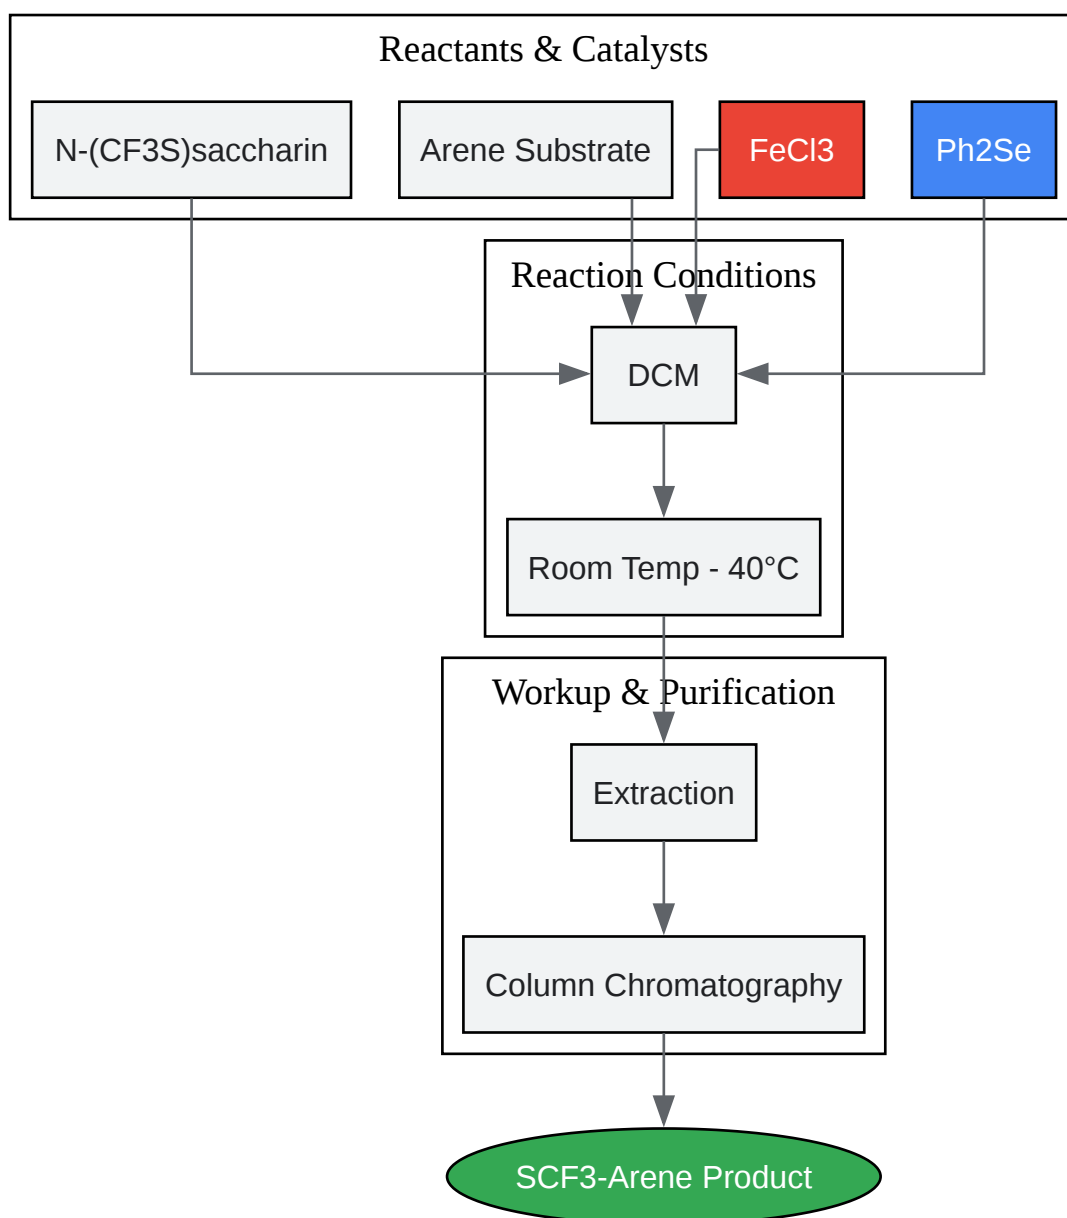 Reactants & Catalysts
N-(CF3S)saccharin
Arene Substrate
FeCl3
Ph2Se
Reaction Conditions
DCM
Room Temp - 40°C
Workup & Purification
Extraction
Column Chromatography
SCF3-Arene Product